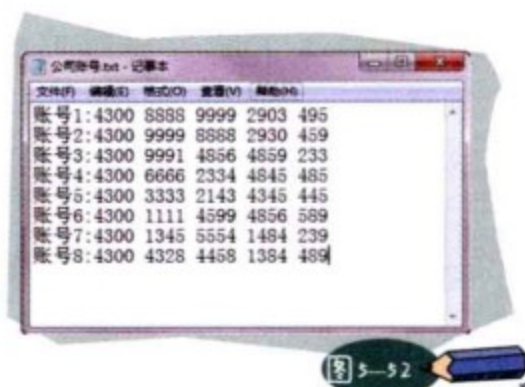 公司账号.txt - 记事本
文件(F) 编辑(E) 格式(O) 查看(V) 帮助(H)
账号1:4300 8888 9999 2903 495
账号2:4300 9999 8888 2930 459
账号3:4300 9991 4856 4859 233
账号4:4300 6666 2334 4845 485
账号5:4300 3333 2143 4345 445
账号6:4300 1111 4599 4856 589
账号7:4300 1345 5554 1484 239
账号8:4300 4328 4458 1384 489
图 5—52